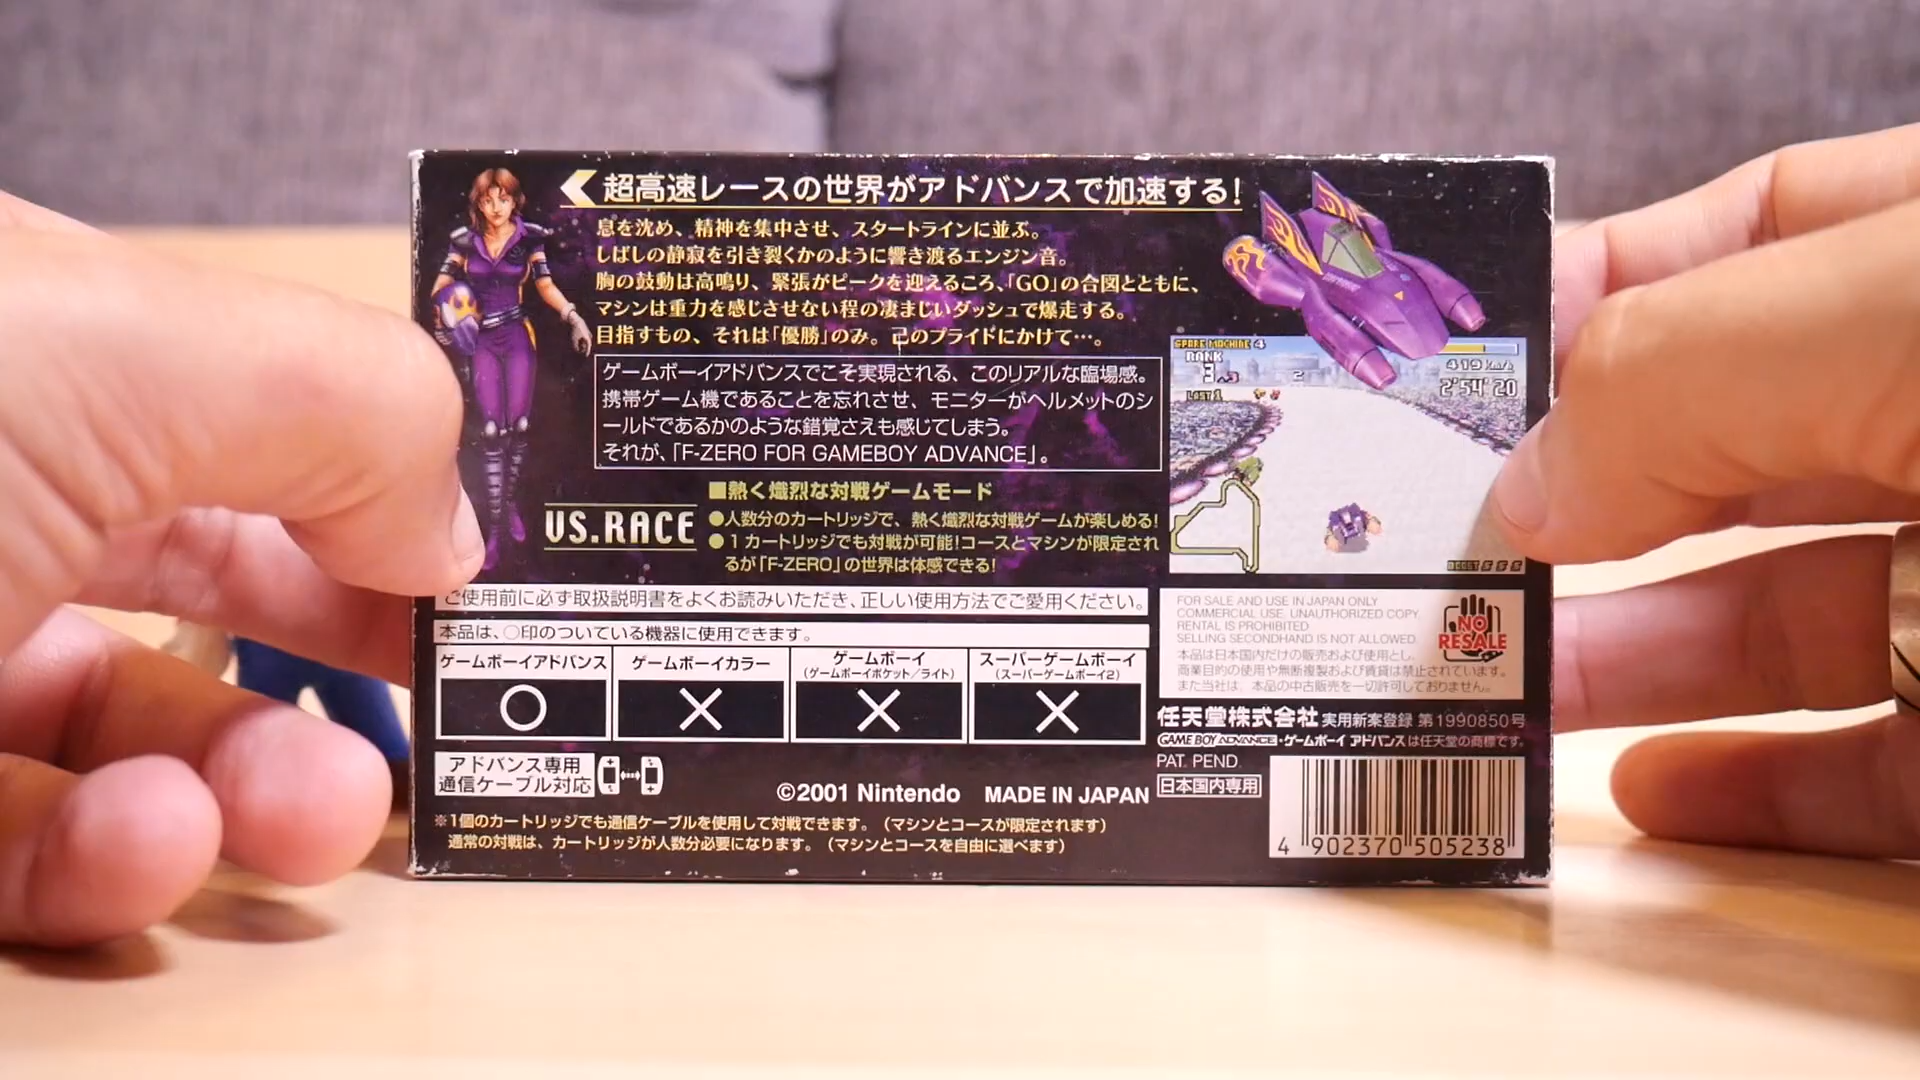 超高速レースの世界がアドバンスで加速する!
息を沈め、精神を集中させ、スタートラインに並ぶ。
しばしの静寂を引き裂くかのように響き渡るエンジン音。
胸の鼓動は高鳴り、緊張がピークを迎えるころ、「GO」の合図とともに、
マシンは重力を感じさせない程の凄まじいダッシュで爆走する。
目指すもの、それは「優勝」のみ。己のプライドにかけて…。
ゲームボーイアドバンスでこそ実現される、このリアルな臨場感。
携帯ゲーム機であることを忘れさせ、モニターがヘルメットのシ
ールドであるかのような錯覚さえも感じてしまう。
それが、「F-ZERO FOR GAMEBOY ADVANCE」。
SPARE MACHINE 4
RANK
3
2
LAST 1
419 km/h
2'54"20
BOOST S S S
VS.RACE
■熱く熾烈な対戦ゲームモード
●人数分のカートリッジで、熱く熾烈な対戦ゲームが楽しめる!
●1カートリッジでも対戦が可能!コースとマシンが限定され
るが「F-ZERO」の世界は体感できる!
ご使用前に必ず取扱説明書をよくお読みいただき、正しい使用方法でご愛用ください。
本品は、○印のついている機器に使用できます。
ゲームボーイアドバンス
○
ゲームボーイカラー
×
ゲームボーイ
(ゲームボーイポケット/ライト)
×
スーパーゲームボーイ
(スーパーゲームボーイ2)
×
FOR SALE AND USE IN JAPAN ONLY
COMMERCIAL USE, UNAUTHORIZED COPY
RENTAL IS PROHIBITED
SELLING SECONDHAND IS NOT ALLOWED.
本品は日本国内だけの販売および使用とし、
商業目的の使用や無断複製および賃貸は禁止されています。
また当社は、本品の中古販売を一切許可しておりません。
NO
RESALE
任天堂株式会社 実用新案登録 第1990850号
GAME BOY ADVANCE・ゲームボーイ アドバンスは任天堂の商標です。
PAT. PEND.
日本国内専用
アドバンス専用
通信ケーブル対応
©2001 Nintendo MADE IN JAPAN
※1個のカートリッジでも通信ケーブルを使用して対戦できます。(マシンとコースが限定されます)
通常の対戦は、カートリッジが人数分必要になります。(マシンとコースを自由に選べます)
4 902370 505238